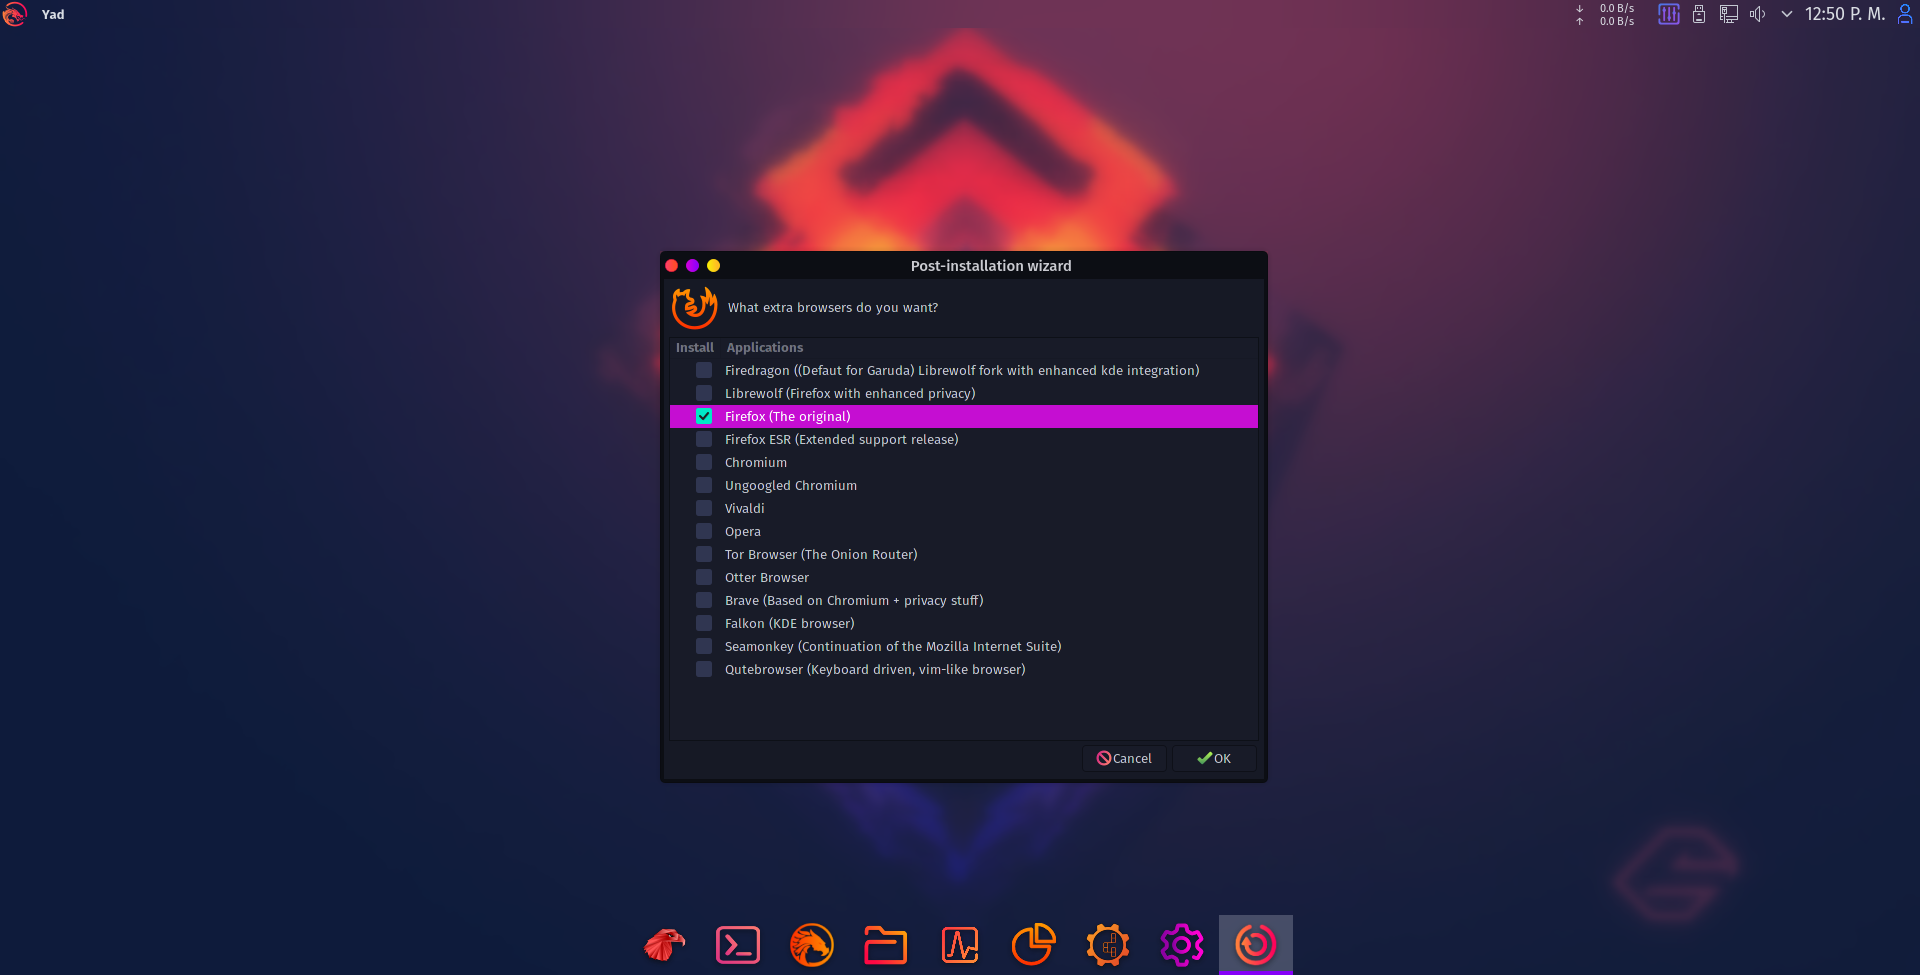 Yad
0.0 B/s
0.0 B/s
12:50 P. M.
Post-installation wizard
What extra browsers do you want?
Install Applications
Firedragon ((Defaut for Garuda) Librewolf fork with enhanced kde integration)
Librewolf (Firefox with enhanced privacy)
Firefox (The original)
Firefox ESR (Extended support release)
Chromium
Ungoogled Chromium
Vivaldi
Opera
Tor Browser (The Onion Router)
Otter Browser
Brave (Based on Chromium + privacy stuff)
Falkon (KDE browser)
Seamonkey (Continuation of the Mozilla Internet Suite)
Qutebrowser (Keyboard driven, vim-like browser)
Cancel OK